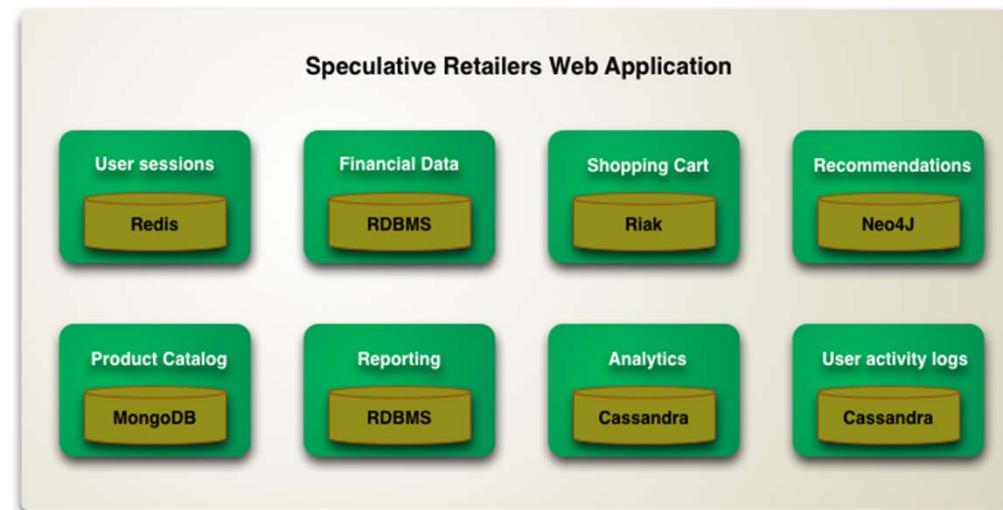 Speculative Retailers Web Application
User sessions
Redis
Financial Data
RDBMS
Shopping Cart
Riak
Recommendations
Neo4J
Product Catalog
MongoDB
Reporting
RDBMS
Analytics
Cassandra
User activity logs
Cassandra